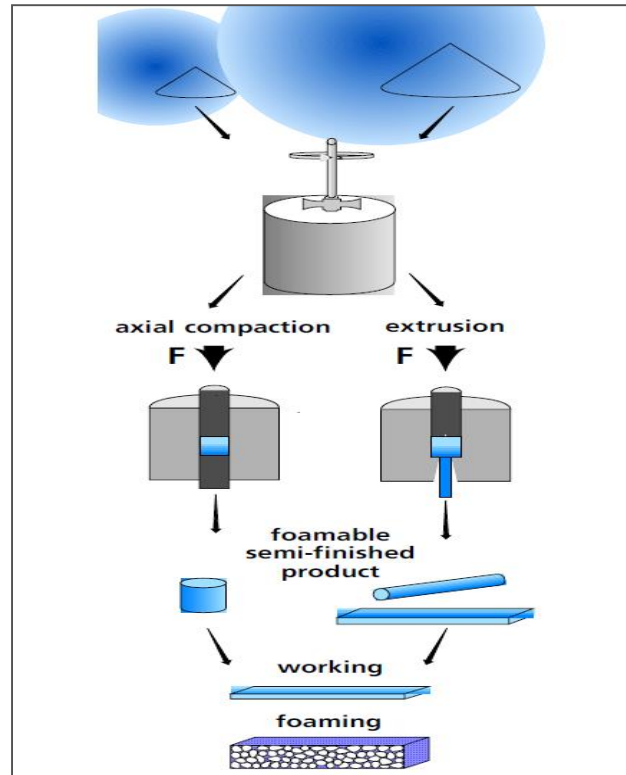 axial compaction
extrusion
F
F
foamable
semi-finished
product
working
foaming